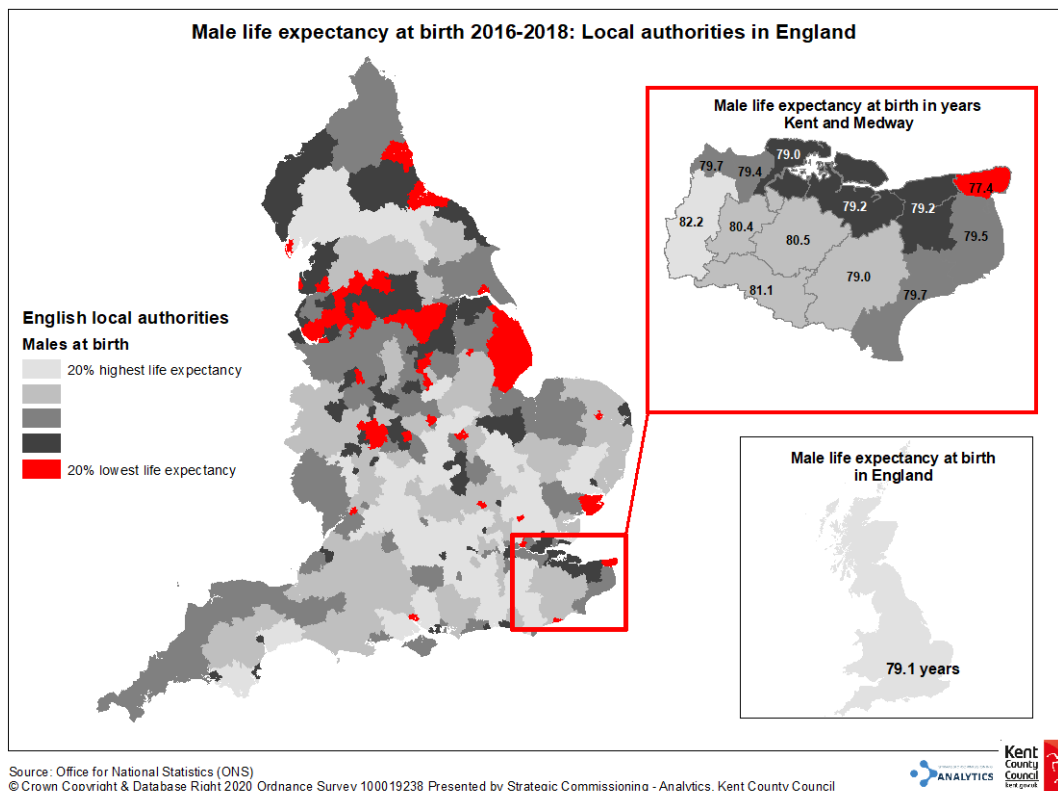 Male life expectancy at birth 2016-2018: Local authorities in England
Male life expectancy at birth in years
Kent and Medway
79.0
79.7
79.4
77.4
79.2
79.2
82.2
80.4
79.5
80.5
79.0
81.1
79.7
English local authorities
Males at birth
20% highest life expectancy
20% lowest life expectancy
Male life expectancy at birth
in England
79.1 years
Source: Office for National Statistics (ONS)
© Crown Copyright & Database Right 2020 Ordnance Survey 100019238 Presented by Strategic Commissioning - Analytics, Kent County Council
ANALYTICS
Kent
County
Council
kent.gov.uk